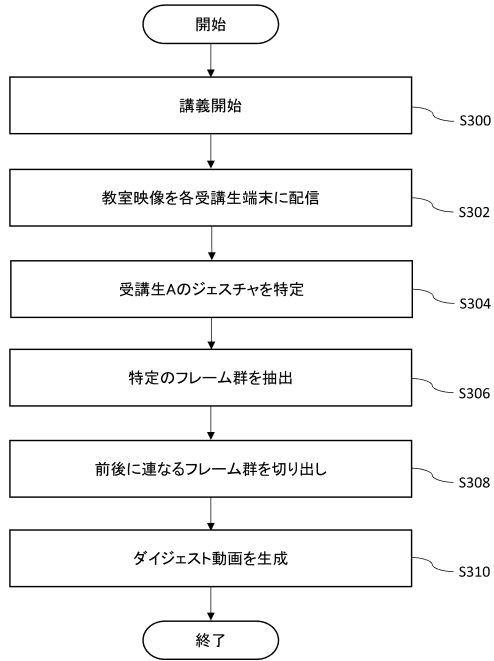 開始
講義開始
S300
教室映像を各受講生端末に配信
S302
受講生Aのジェスチャを特定
S304
特定のフレーム群を抽出
S306
前後に連なるフレーム群を切り出し
S308
ダイジェスト動画を生成
S310
終了